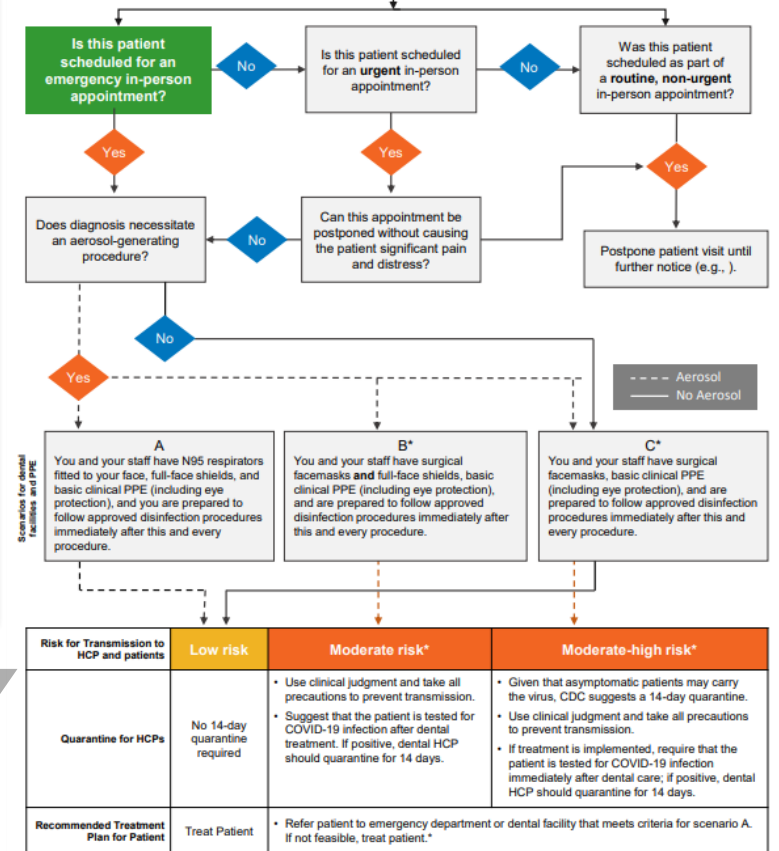 Is this patient
scheduled for an
emergency in-person
appointment?
No
Is this patient scheduled
for an urgent in-person
appointment?
No
Was this patient
scheduled as part of
a routine, non-urgent
in-person appointment?
Yes
Yes
Yes
Does diagnosis necessitate
an aerosol-generating
procedure?
No
Can this appointment be
postponed without causing
the patient significant pain
and distress?
Postpone patient visit until
further notice (e.g., ).
No
Yes
Aerosol
No Aerosol
Scenarios for dental
facilities and PPE
A
You and your staff have N95 respirators
fitted to your face, full-face shields, and
basic clinical PPE (including eye
protection), and you are prepared to
follow approved disinfection procedures
immediately after this and every
procedure.
B*
You and your staff have surgical
facemasks and full-face shields, basic
clinical PPE (including eye protection),
and are prepared to follow approved
disinfection procedures immediately after
this and every procedure.
C*
You and your staff have surgical
facemasks, basic clinical PPE
(including eye protection), and are
prepared to follow approved disinfection
procedures immediately after this and
every procedure.
Risk for Transmission to
HCP and patients
Low risk
Moderate risk*
Moderate-high risk*
Quarantine for HCPs
No 14-day
quarantine
required
• Use clinical judgment and take all
precautions to prevent transmission.
• Suggest that the patient is tested for
COVID-19 infection after dental
treatment. If positive, dental HCP
should quarantine for 14 days.
• Given that asymptomatic patients may carry
the virus, CDC suggests a 14-day quarantine.
• Use clinical judgment and take all precautions
to prevent transmission.
• If treatment is implemented, require that the
patient is tested for COVID-19 infection
immediately after dental care; if positive, dental
HCP should quarantine for 14 days.
Recommended Treatment
Plan for Patient
Treat Patient
• Refer patient to emergency department or dental facility that meets criteria for scenario A.
If not feasible, treat patient.*